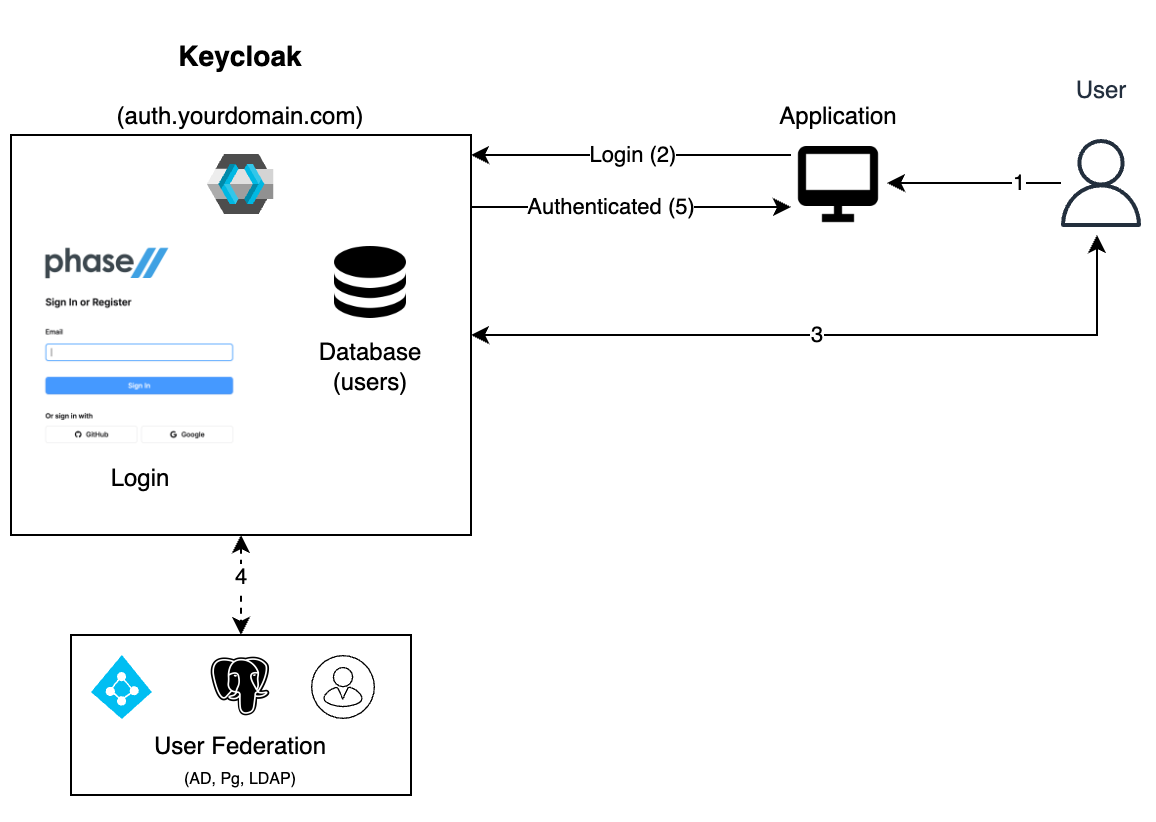 Keycloak
(auth.yourdomain.com)
User
Application
Login (2)
1
Authenticated (5)
phase
Sign In or Register
Email
Sign In
Or sign in with
GitHub
Google
Login
Database
(users)
3
4
User Federation
(AD, Pg, LDAP)